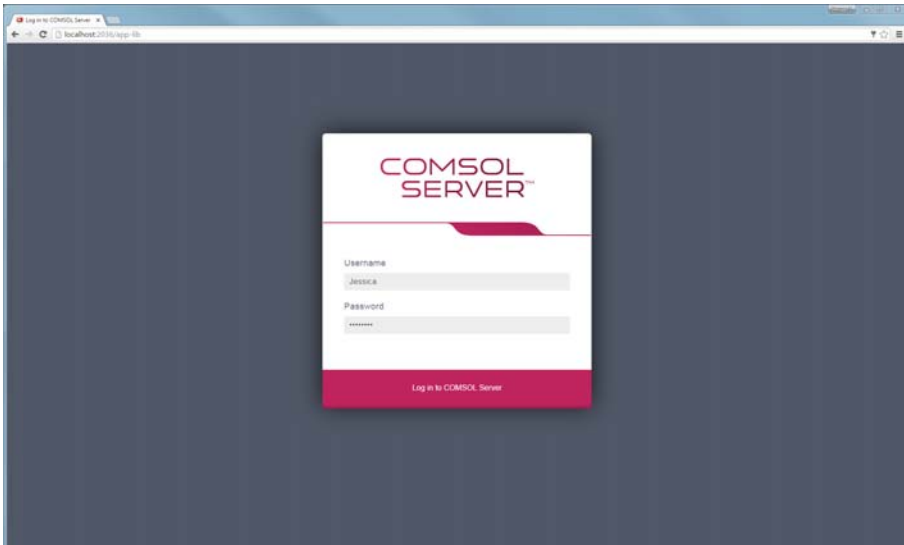 Log in to COMSOL Server
localhost:2036/app-lib
COMSOL
SERVER™
Username
Jessica
Password
••••••••
Log in to COMSOL Server